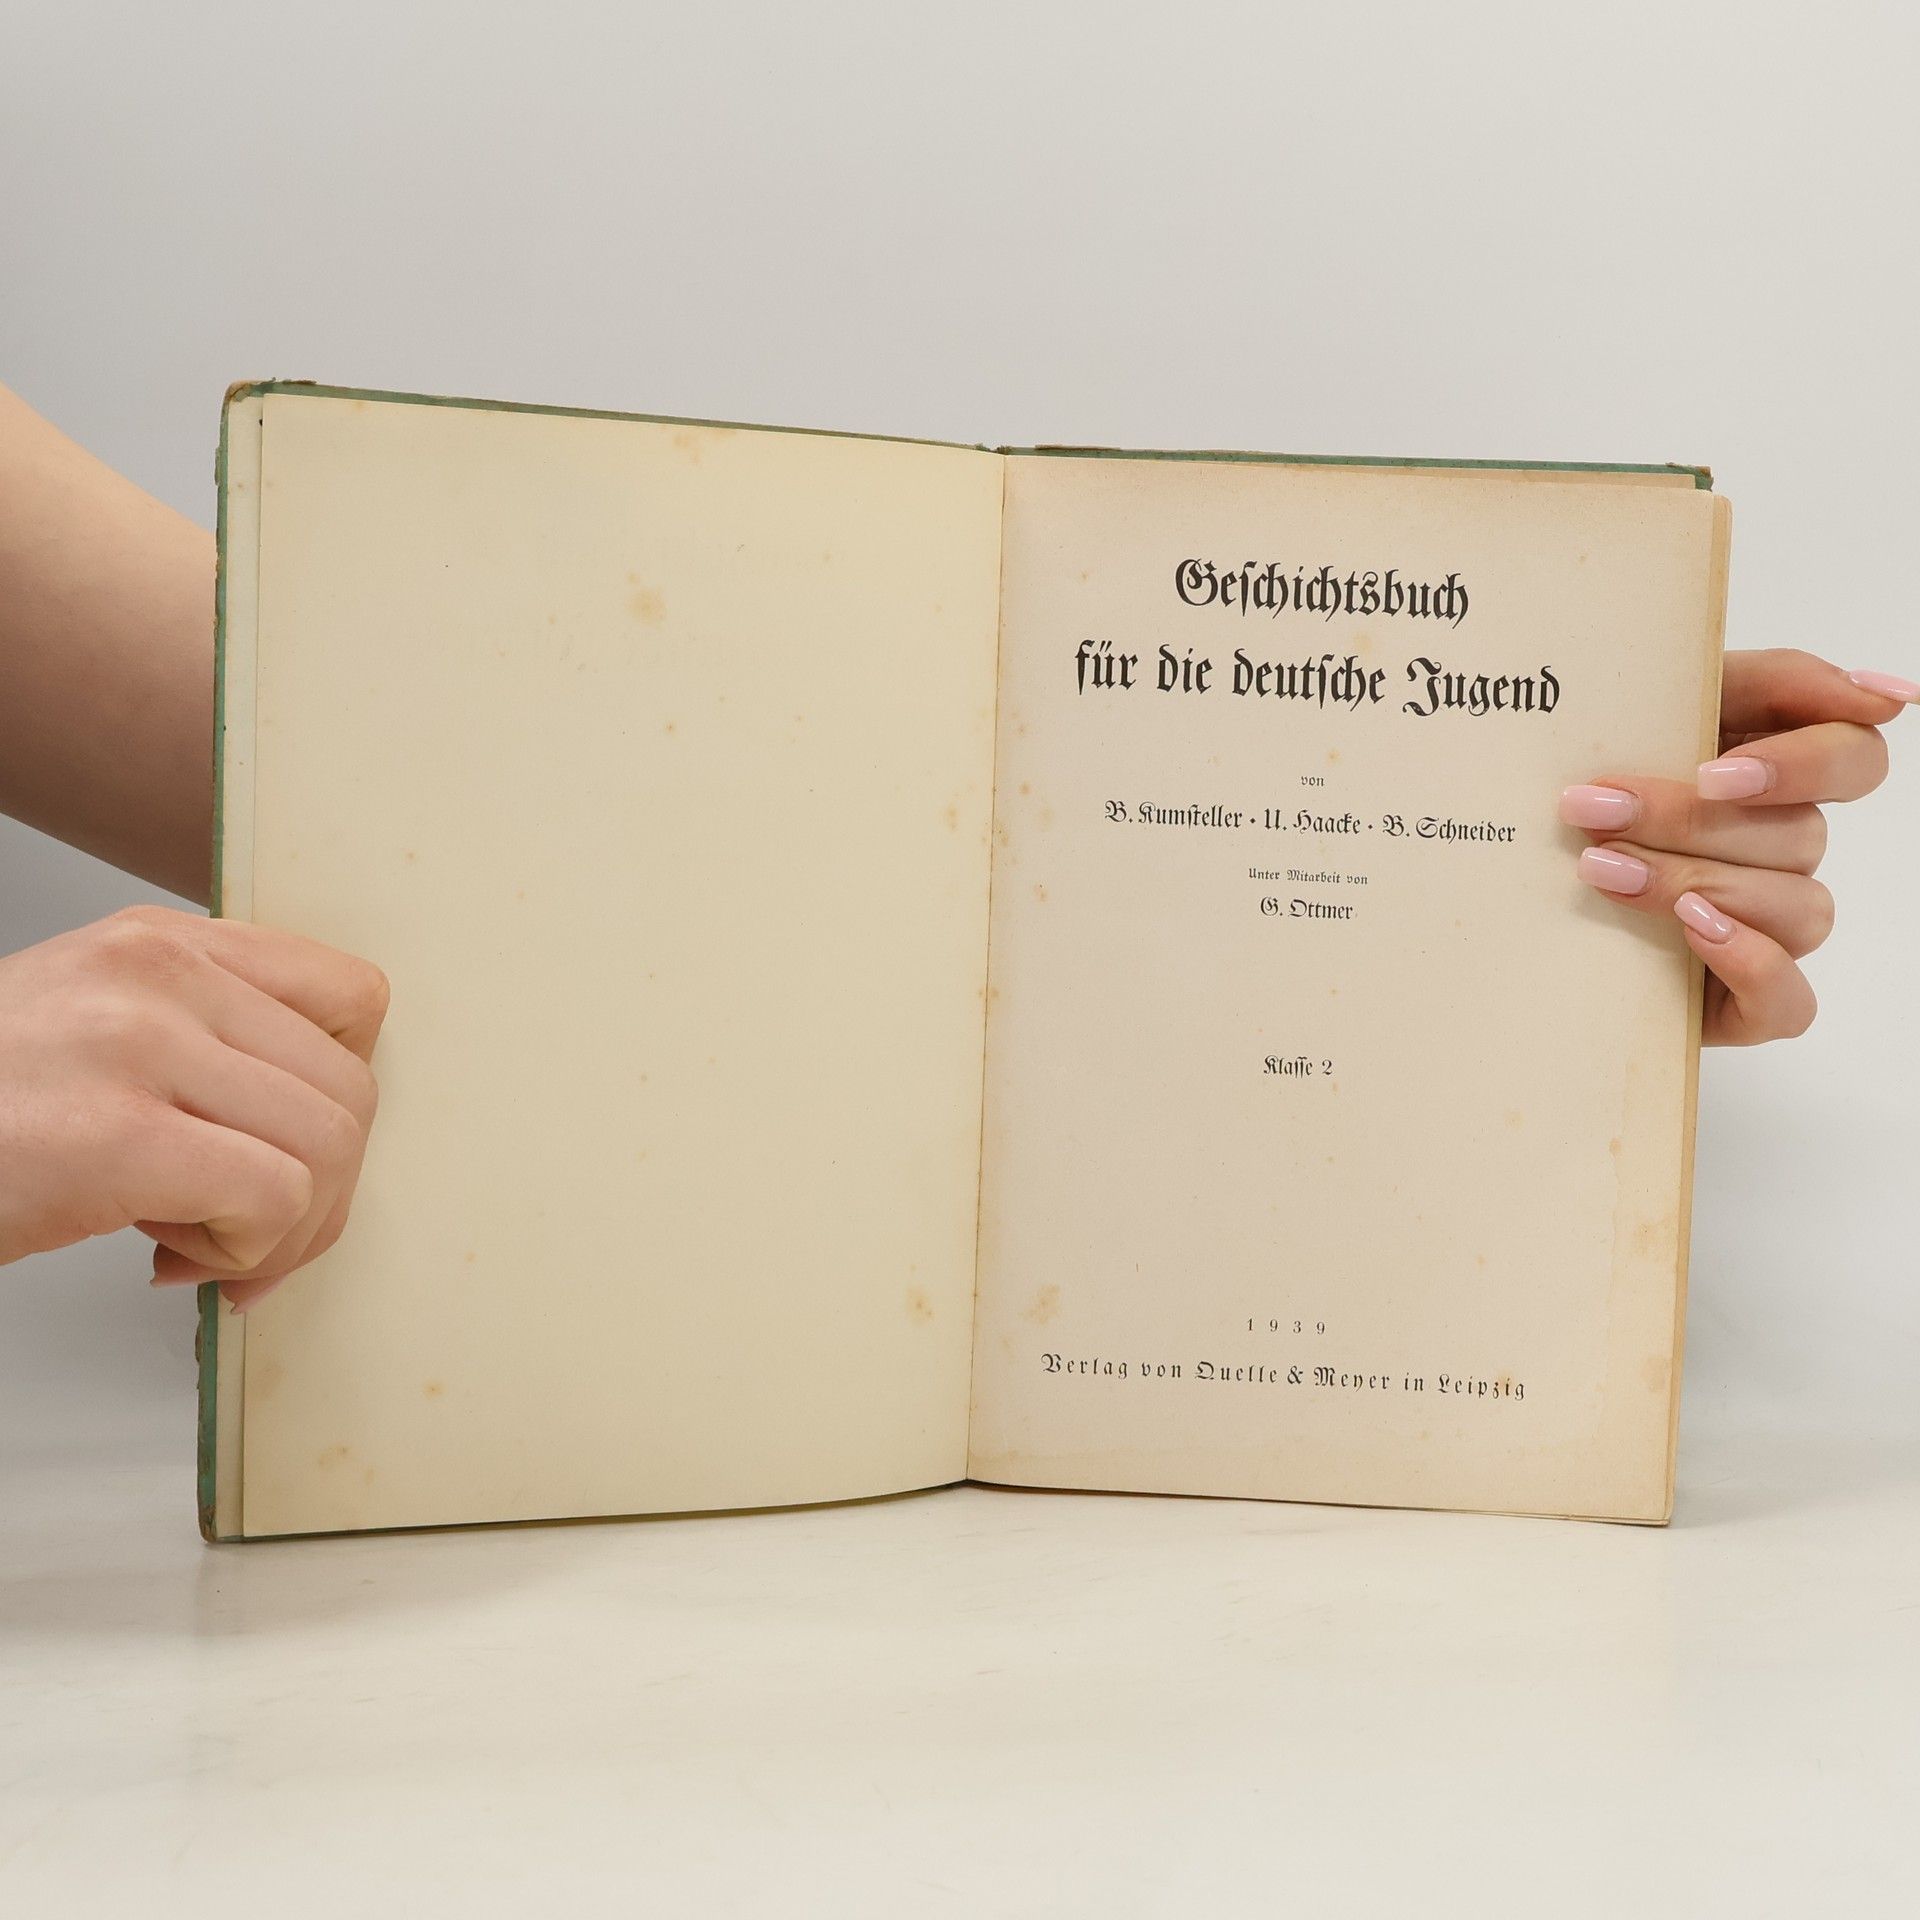 Geschichtsbuch
für die deutsche Jugend
von
B. Kumsteller • U. Haacke • B. Schneider
Unter Mitarbeit von
G. Ottmer
Klasse 2
1939
Verlag von Quelle & Meyer in Leipzig